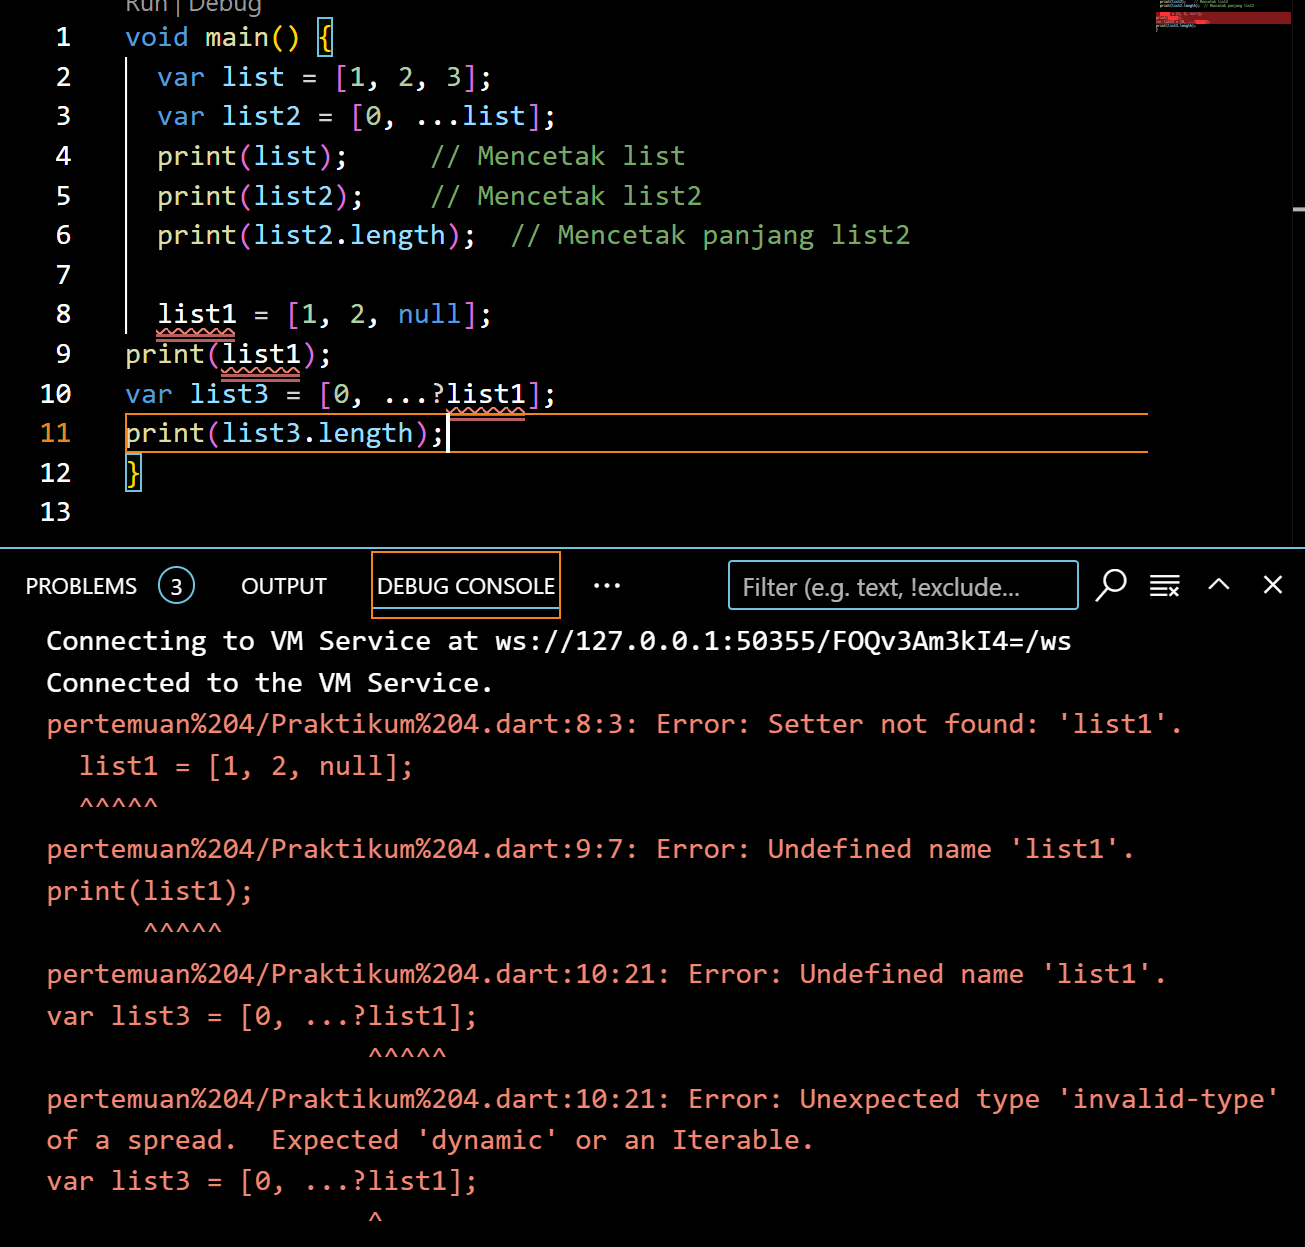 Run | Debug
1 void main() {
2 var list = [1, 2, 3];
3 var list2 = [0, ...list];
4 print(list); // Mencetak list
5 print(list2); // Mencetak list2
6 print(list2.length); // Mencetak panjang list2
7
8 list1 = [1, 2, null];
9 print(list1);
10 var list3 = [0, ...?list1];
11 print(list3.length);
12 }
13
PROBLEMS 3 OUTPUT DEBUG CONSOLE ··· Filter (e.g. text, !exclude...
Connecting to VM Service at ws://127.0.0.1:50355/FOQv3Am3kI4=/ws
Connected to the VM Service.
pertemuan%204/Praktikum%204.dart:8:3: Error: Setter not found: 'list1'.
list1 = [1, 2, null];
^^^^^
pertemuan%204/Praktikum%204.dart:9:7: Error: Undefined name 'list1'.
print(list1);
^^^^^
pertemuan%204/Praktikum%204.dart:10:21: Error: Undefined name 'list1'.
var list3 = [0, ...?list1];
^^^^^
pertemuan%204/Praktikum%204.dart:10:21: Error: Unexpected type 'invalid-type'
of a spread.  Expected 'dynamic' or an Iterable.
var list3 = [0, ...?list1];
^